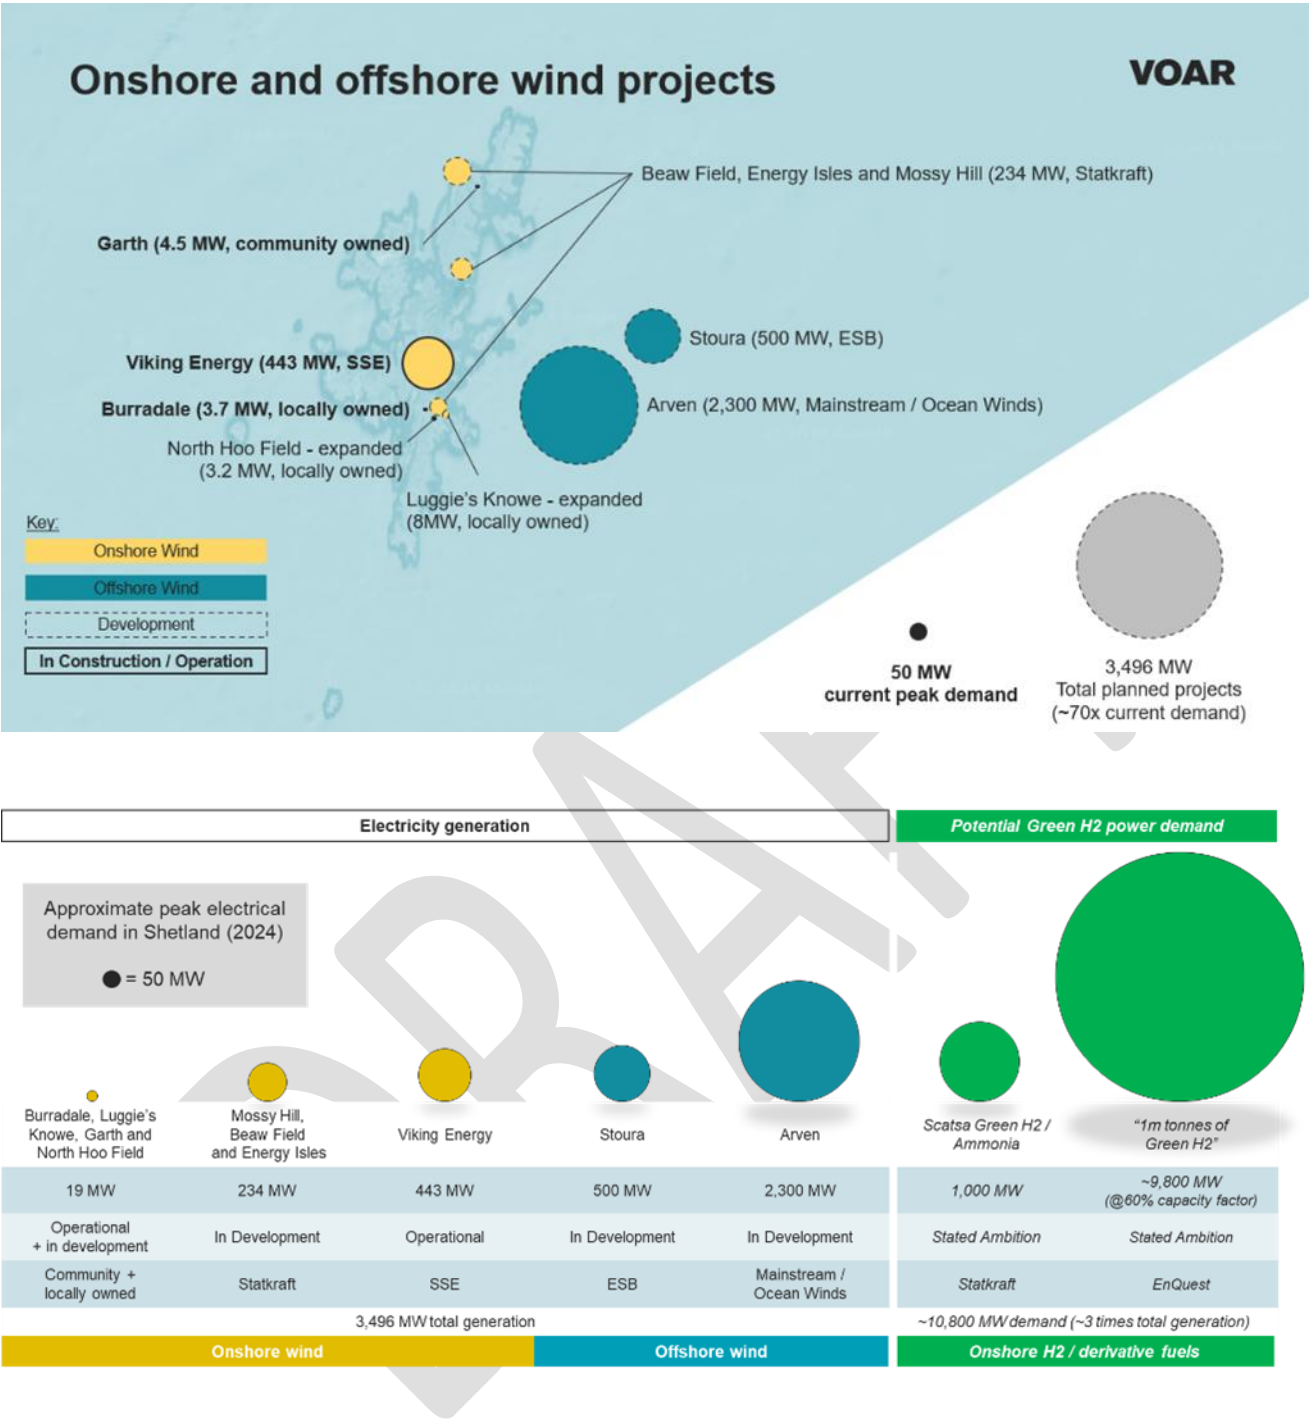 Onshore and offshore wind projects
VOAR
Beaw Field, Energy Isles and Mossy Hill (234 MW, Statkraft)
Garth (4.5 MW, community owned)
Stoura (500 MW, ESB)
Viking Energy (443 MW, SSE)
Arven (2,300 MW, Mainstream / Ocean Winds)
Burradale (3.7 MW, locally owned)
North Hoo Field - expanded
(3.2 MW, locally owned)
Luggie's Knowe - expanded
(8MW, locally owned)
Key:
Onshore Wind
Offshore Wind
Development
In Construction / Operation
50 MW
current peak demand
3,496 MW
Total planned projects
(~70x current demand)
DRAFT
Electricity generation
Potential Green H2 power demand
Approximate peak electrical
demand in Shetland (2024)
= 50 MW
Burradale, Luggie's
Knowe, Garth and
North Hoo Field
Mossy Hill,
Beaw Field
and Energy Isles
Viking Energy
Stoura
Arven
Scatsa Green H2 /
Ammonia
“1m tonnes of
Green H2”
19 MW
234 MW
443 MW
500 MW
2,300 MW
1,000 MW
~9,800 MW
(@60% capacity factor)
Operational
+ in development
In Development
Operational
In Development
In Development
Stated Ambition
Stated Ambition
Community +
locally owned
Statkraft
SSE
ESB
Mainstream /
Ocean Winds
Statkraft
EnQuest
3,496 MW total generation
~10,800 MW demand (~3 times total generation)
Onshore wind
Offshore wind
Onshore H2 / derivative fuels